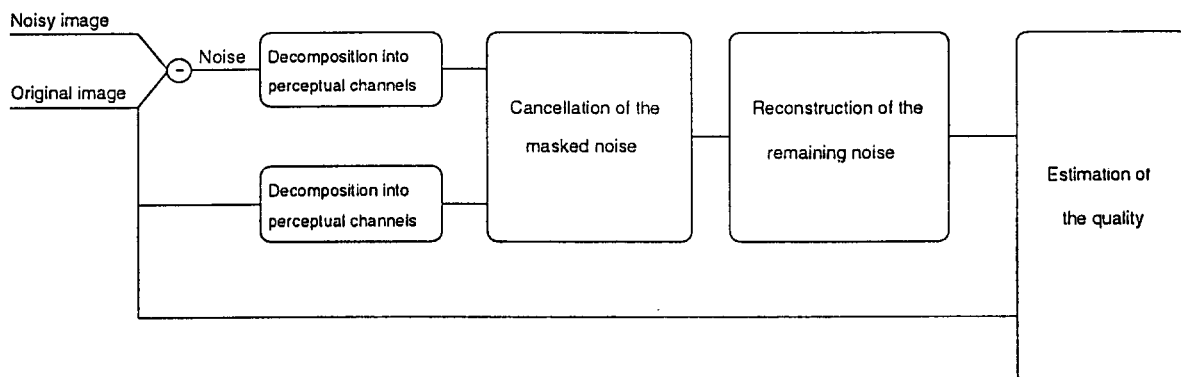 Noisy image
Noise
Original image
Decomposition into
perceptual channels
Decomposition into
perceptual channels
Cancellation of the
masked noise
Reconstruction of the
remaining noise
Estimation of
the quality